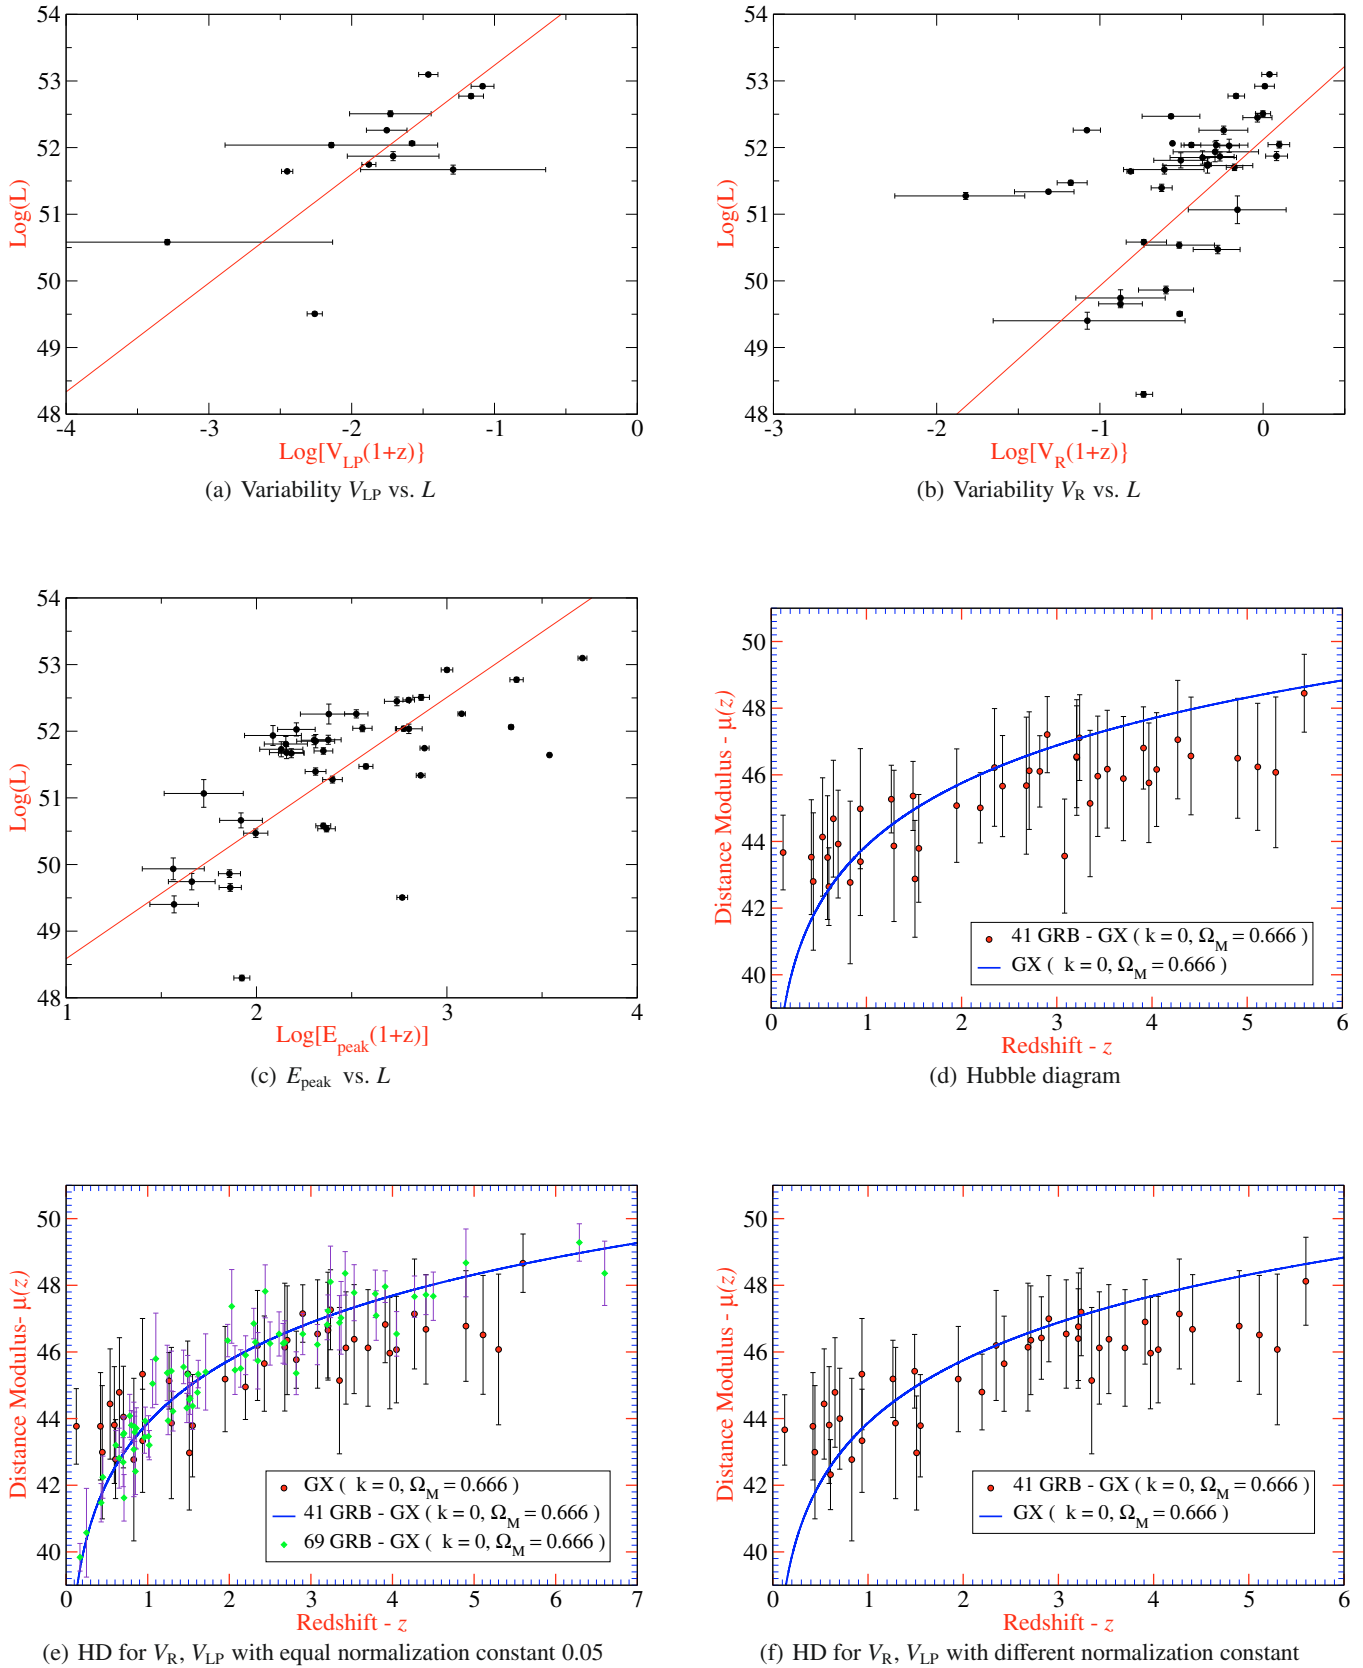 54
53
52
51
50
49
48
Log(L)
-4
-3
-2
-1
0
Log[V_LP(1+z)}
(a) Variability V_LP vs. L
54
53
52
51
50
49
48
Log(L)
-3
-2
-1
0
Log[V_R(1+z)}
(b) Variability V_R vs. L
54
53
52
51
50
49
48
Log(L)
1
2
3
4
Log[E_peak(1+z)]
(c) E_peak vs. L
50
48
46
44
42
40
Distance Modulus - μ(z)
41 GRB - GX ( k = 0, Ω_M = 0.666 )
GX ( k = 0, Ω_M = 0.666 )
0
1
2
3
4
5
6
Redshift - z
(d) Hubble diagram
50
48
46
44
42
40
Distance Modulus- μ(z)
GX ( k = 0, Ω_M = 0.666 )
41 GRB - GX ( k = 0, Ω_M = 0.666 )
69 GRB - GX ( k = 0, Ω_M = 0.666 )
0
1
2
3
4
5
6
7
Redshift - z
(e) HD for V_R, V_LP with equal normalization constant 0.05
50
48
46
44
42
40
Distance Modulus - μ(z)
41 GRB - GX ( k = 0, Ω_M = 0.666 )
GX ( k = 0, Ω_M = 0.666 )
0
1
2
3
4
5
6
Redshift - z
(f) HD for V_R, V_LP with different normalization constant